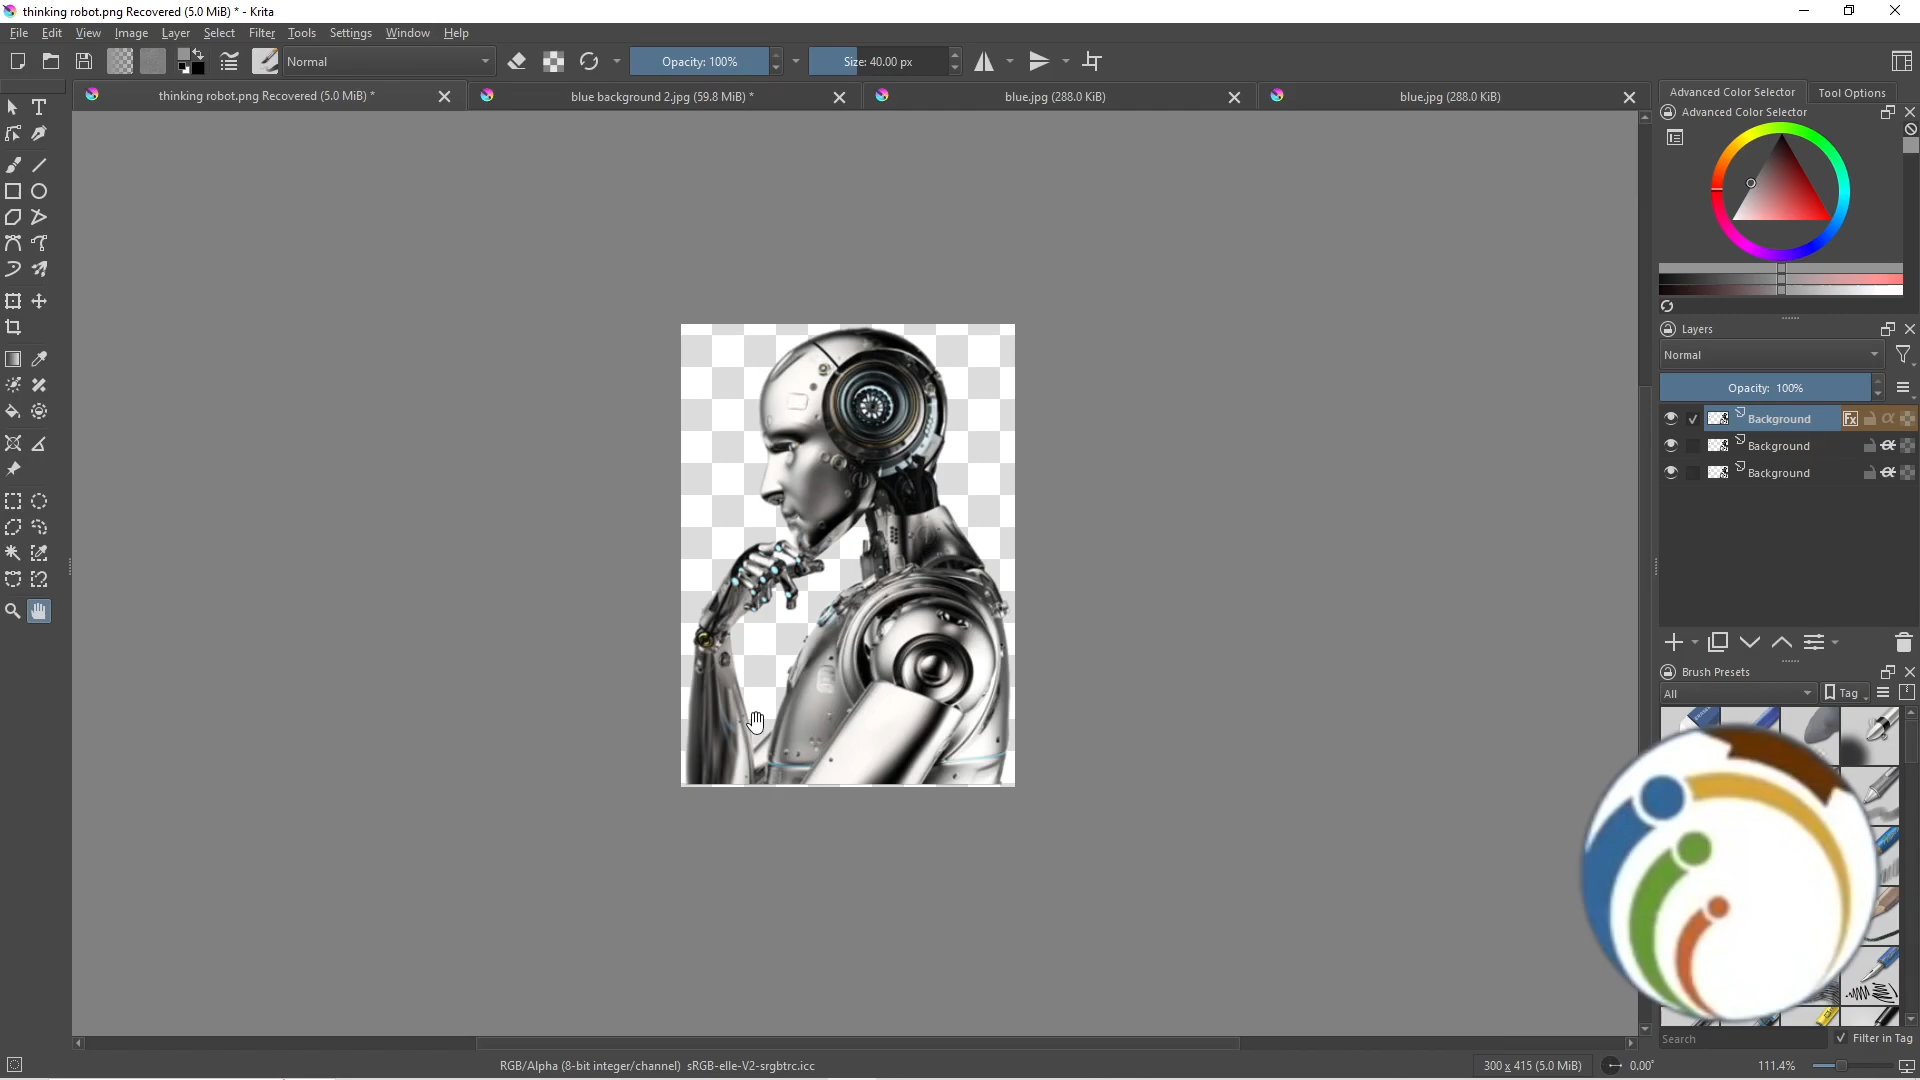 thinking robot.png Recovered (5.0 MiB) * - Krita
File Edit View Image Layer Select Filter Tools Settings Window Help
Normal Opacity: 100% Size: 40.00 px
thinking robot.png Recovered (5.0 MiB) * blue background 2.jpg (59.8 MiB) * blue.jpg (288.0 KiB) blue.jpg (288.0 KiB)
Advanced Color Selector Tool Options
Advanced Color Selector
Layers
Normal
Opacity: 100%
Background Fx
Background
Background
Brush Presets
All Tag
Search Filter in Tag
RGB/Alpha (8-bit integer/channel) sRGB-elle-V2-srgbtrc.icc 300 x 415 (5.0 MiB) 0.00° 111.4%